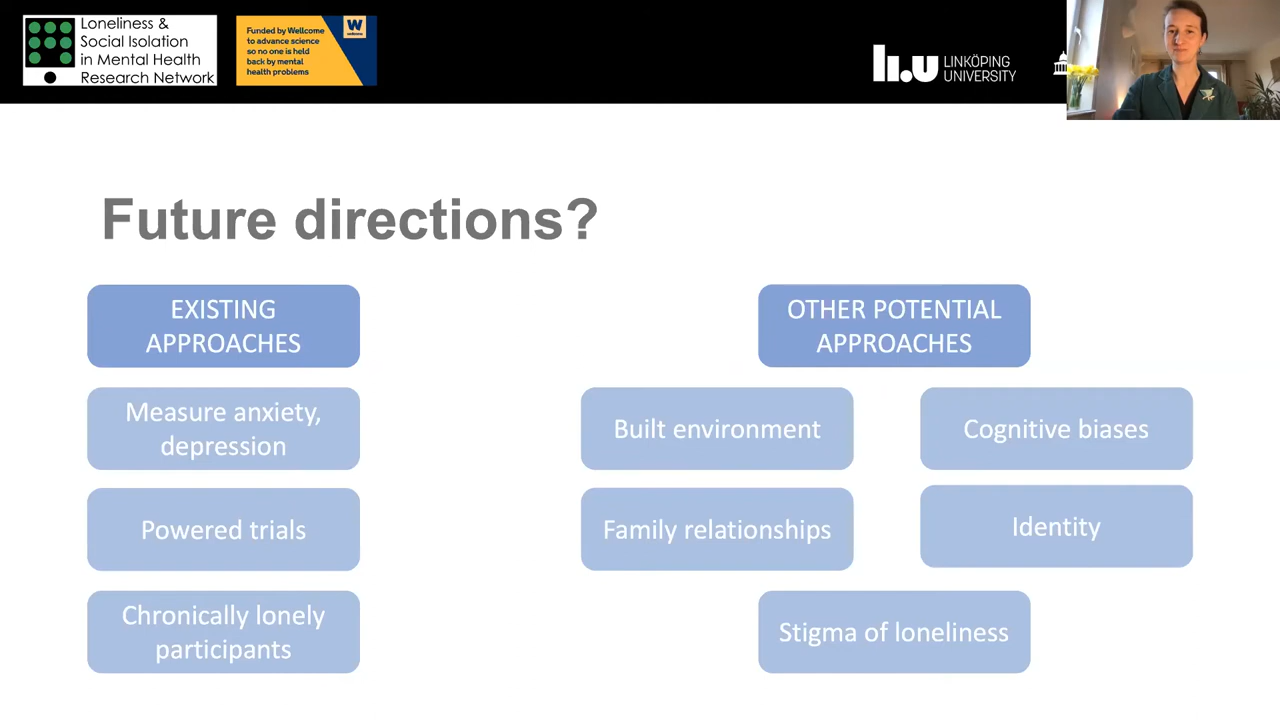 Loneliness &
Social Isolation
in Mental Health
Research Network
Funded by Wellcome
to advance science
so no one is held
back by mental
health problems
W
li.u LINKÖPING
UNIVERSITY
Future directions?
EXISTING
APPROACHES
Measure anxiety,
depression
Powered trials
Chronically lonely
participants
OTHER POTENTIAL
APPROACHES
Built environment
Cognitive biases
Family relationships
Identity
Stigma of loneliness